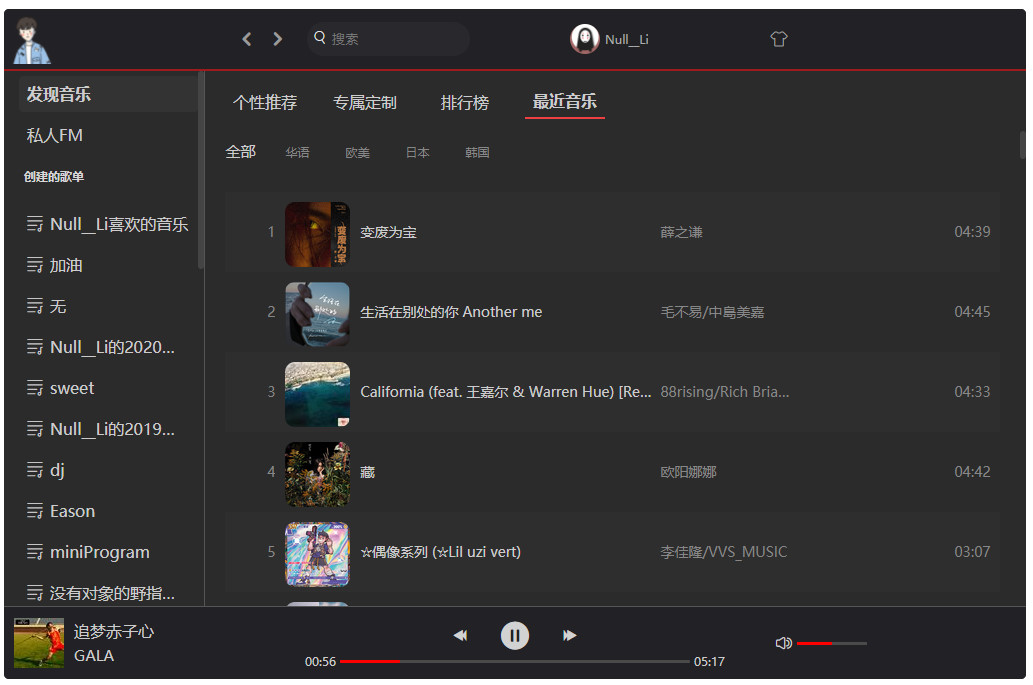 搜索
Null__Li
发现音乐
私人FM
创建的歌单
Null__Li喜欢的音乐
加油
无
Null__Li的2020...
sweet
Null__Li的2019...
dj
Eason
miniProgram
没有对象的野指...
个性推荐 专属定制 排行榜 最近音乐
全部 华语 欧美 日本 韩国
1 变废为宝 薛之谦 04:39
2 生活在别处的你 Another me 毛不易/中島美嘉 04:45
3 California (feat. 王嘉尔 & Warren Hue) [Re... 88rising/Rich Bria... 04:33
4 藏 欧阳娜娜 04:42
5 ☆偶像系列 (☆Lil uzi vert) 李佳隆/VVS_MUSIC 03:07
变废为宝
追梦赤子心
GALA
00:56 05:17